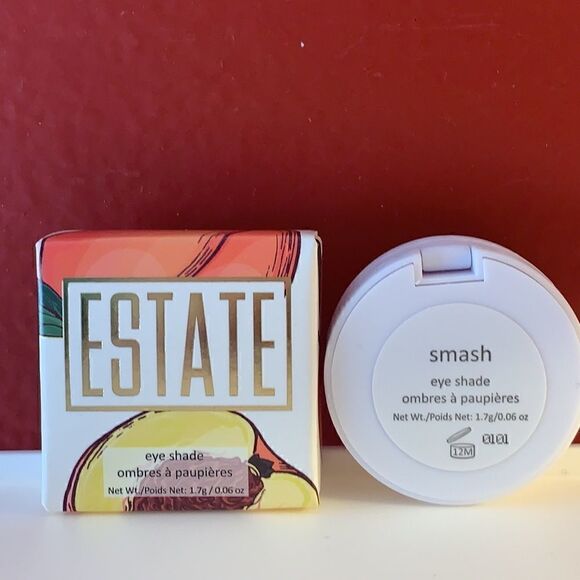 ESTATE
eye shade
ombres à paupières
Net Wt./Poids Net: 1.7g / 0.06 oz
smash
eye shade
ombres à paupières
Net Wt./Poids Net: 1.7g/0.06 oz
12M
0101